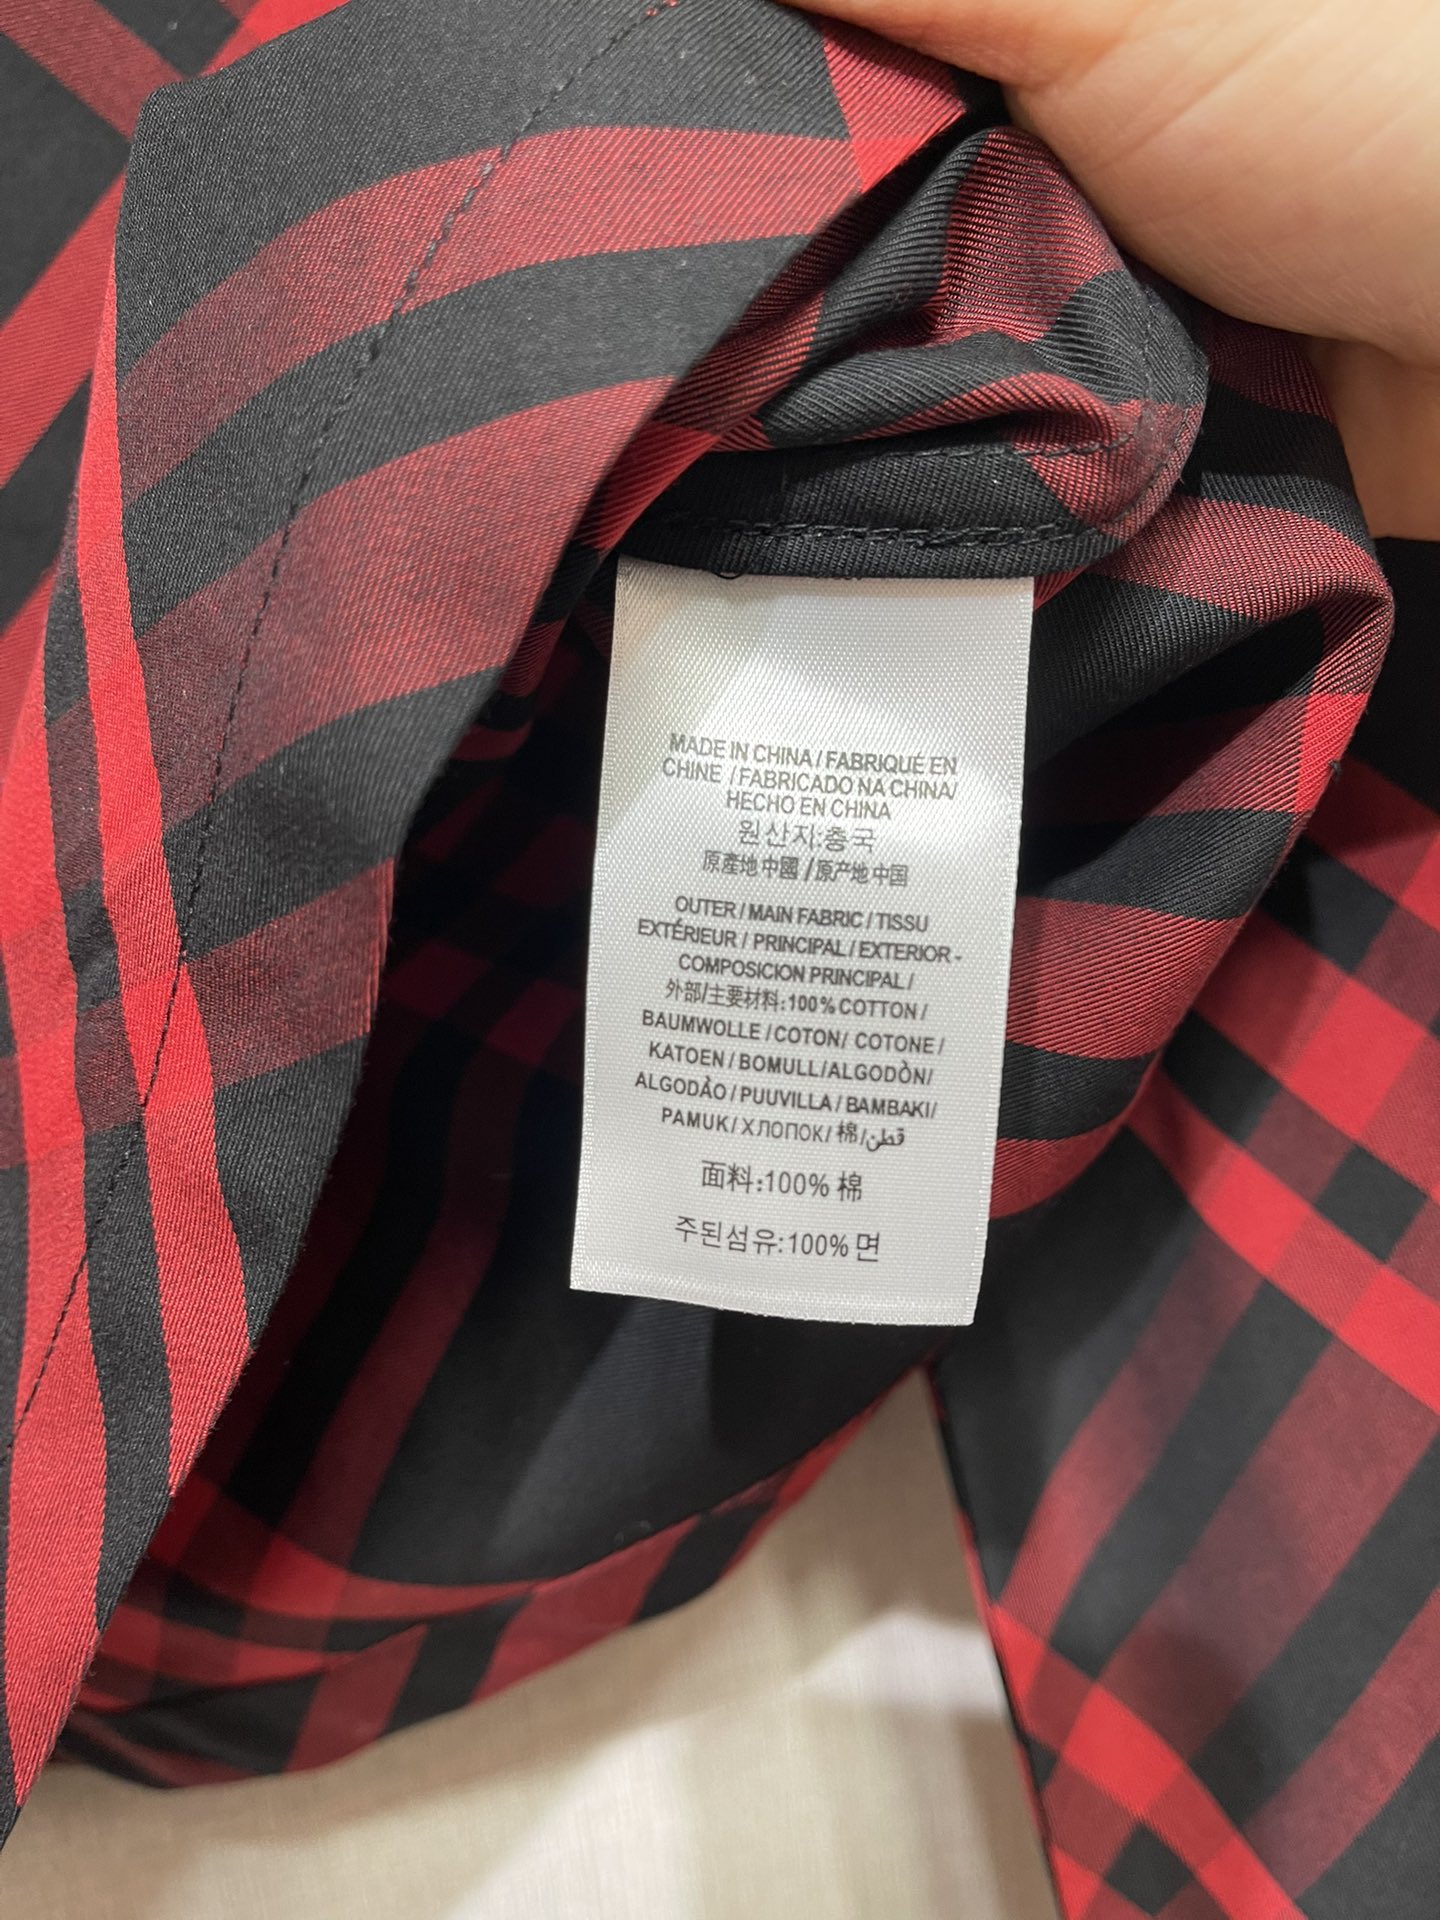 MADE IN CHINA / FABRIQUÉ EN
CHINE / FABRICADO NA CHINA/
HECHO EN CHINA
원산지:총국
原產地中國 /原产地中国
OUTER / MAIN FABRIC / TISSU
EXTÉRIEUR / PRINCIPAL / EXTERIOR -
COMPOSICION PRINCIPAL /
外部/主要材料:100% COTTON /
BAUMWOLLE / COTON/ COTONE /
KATOEN / BOMULL/ALGODÒN/
ALGODÃO / PUUVILLA / BAMBAKI/
PAMUK / ХЛОПОК/ 棉/قطن
面料:100% 棉
주된섬유:100% 면